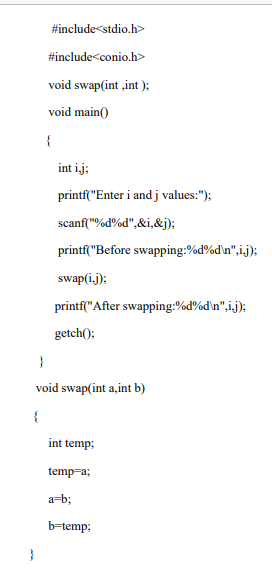 #include<stdio.h>
#include<conio.h>
void swap(int ,int );
void main()
{
int i,j;
printf("Enter i and j values:");
scanf("%d%d",&i,&j);
printf("Before swapping:%d%d\n",i,j);
swap(i,j);
printf("After swapping:%d%d\n",i,j);
getch();
}
void swap(int a,int b)
{
int temp;
temp=a;
a=b;
b=temp;
}